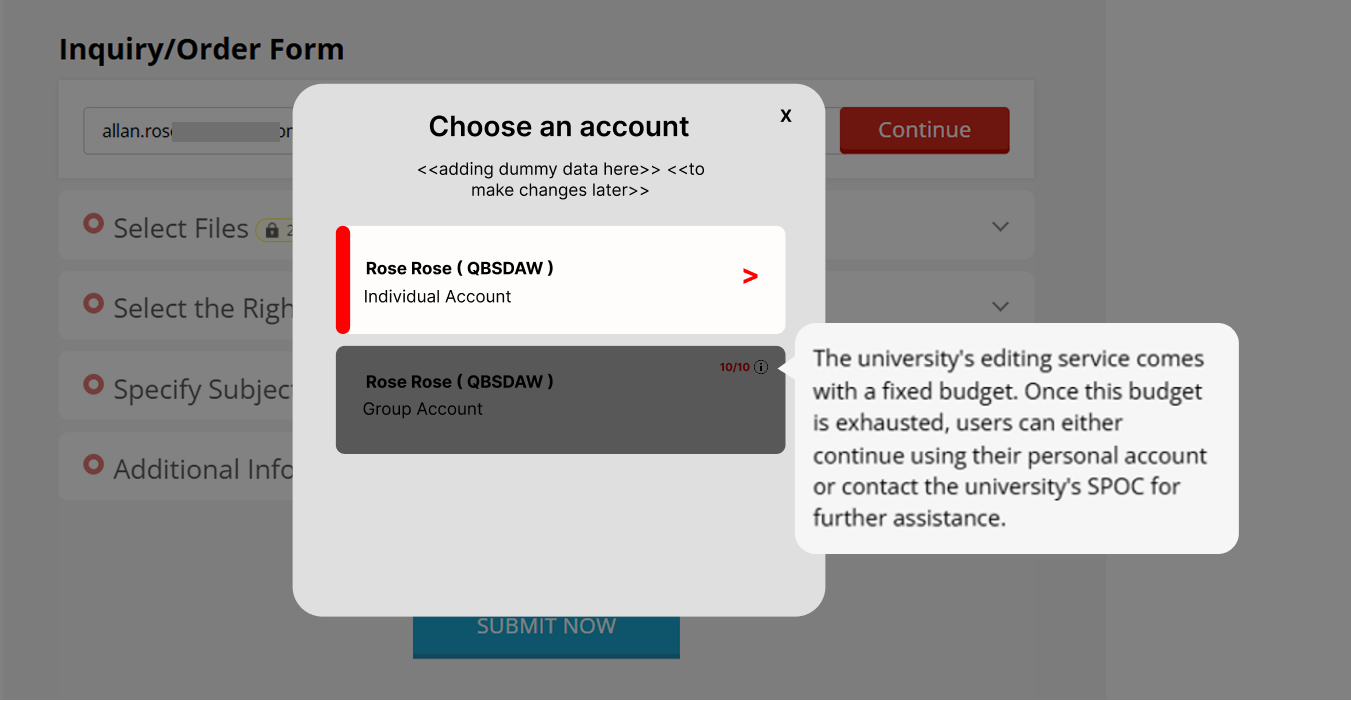 Inquiry/Order Form
allan.ros
Continue
Choose an account
X
<<adding dummy data here>> <<to
make changes later>>
Select Files
Rose Rose ( QBSDAW )
Individual Account
>
Select the Righ
Rose Rose ( QBSDAW )
Group Account
10/10 i
The university's editing service comes
with a fixed budget. Once this budget
is exhausted, users can either
continue using their personal account
or contact the university's SPOC for
further assistance.
Specify Subject
Additional Info
SUBMIT NOW